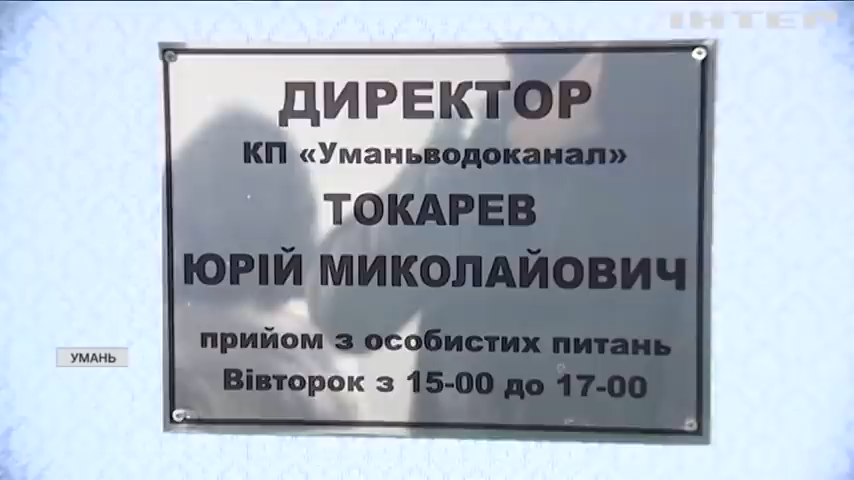 ІНТЕР
ДИРЕКТОР
КП «Уманьводоканал»
ТОКАРЕВ
ЮРІЙ МИКОЛАЙОВИЧ
прийом з особистих питань
Вівторок з 15-00 до 17-00
УМАНЬ